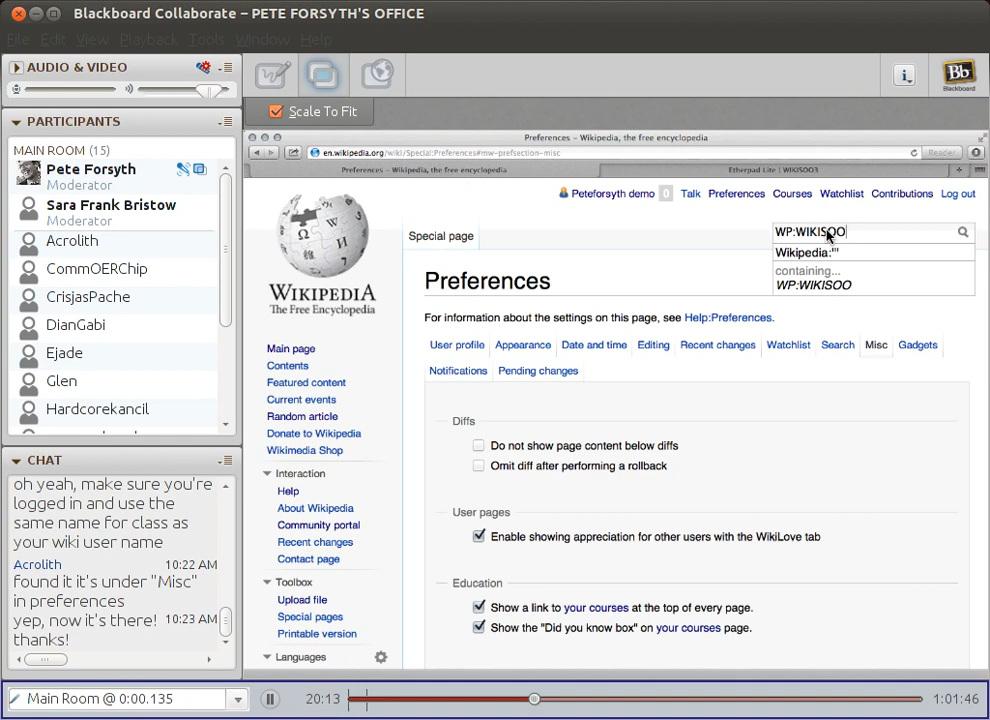 Blackboard Collaborate – PETE FORSYTH'S OFFICE
File Edit View Playback Tools Window Help
AUDIO & VIDEO
PARTICIPANTS
MAIN ROOM (15)
Pete Forsyth
Moderator
Sara Frank Bristow
Moderator
Acrolith
CommOERChip
CrisjasPache
DianGabi
Ejade
Glen
Hardcorekancil
CHAT
oh yeah, make sure you're
logged in and use the
same name for class as
your wiki user name
Acrolith 10:22 AM
found it it's under "Misc"
in preferences
yep, now it's there! 10:23 AM
thanks!
Bb
Blackboard
Scale To Fit
Preferences – Wikipedia, the free encyclopedia
en.wikipedia.org/wiki/Special:Preferences#mw-prefsection-misc
Reader
Preferences – Wikipedia, the free encyclopedia
Etherpad Lite | WIKISOO3
Peteforsyth demo 0 Talk Preferences Courses Watchlist Contributions Log out
WIKIPEDIA
The Free Encyclopedia
Special page
WP:WIKISOO
Wikipedia:'"
containing...
WP:WIKISOO
Preferences
For information about the settings on this page, see Help:Preferences.
User profile Appearance Date and time Editing Recent changes Watchlist Search Misc Gadgets
Notifications Pending changes
Main page
Contents
Featured content
Current events
Random article
Donate to Wikipedia
Wikimedia Shop
Interaction
Help
About Wikipedia
Community portal
Recent changes
Contact page
Toolbox
Upload file
Special pages
Printable version
Languages
Diffs
Do not show page content below diffs
Omit diff after performing a rollback
User pages
Enable showing appreciation for other users with the WikiLove tab
Education
Show a link to your courses at the top of every page.
Show the "Did you know box" on your courses page.
Main Room @ 0:00.135
20:13
1:01:46